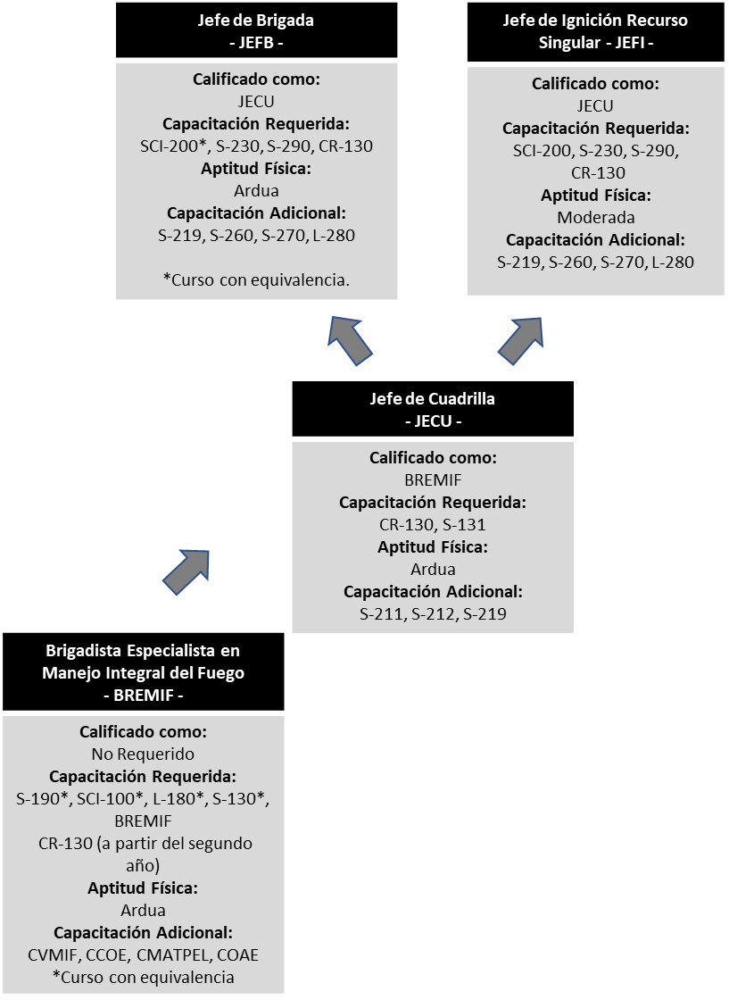 Jefe de Brigada
- JEFB -
Calificado como:
JECU
Capacitación Requerida:
SCI-200*, S-230, S-290, CR-130
Aptitud Física:
Ardua
Capacitación Adicional:
S-219, S-260, S-270, L-280
*Curso con equivalencia.
Jefe de Ignición Recurso
Singular - JEFI -
Calificado como:
JECU
Capacitación Requerida:
SCI-200, S-230, S-290,
CR-130
Aptitud Física:
Moderada
Capacitación Adicional:
S-219, S-260, S-270, L-280
Jefe de Cuadrilla
- JECU -
Calificado como:
BREMIF
Capacitación Requerida:
CR-130, S-131
Aptitud Física:
Ardua
Capacitación Adicional:
S-211, S-212, S-219
Brigadista Especialista en
Manejo Integral del Fuego
- BREMIF -
Calificado como:
No Requerido
Capacitación Requerida:
S-190*, SCI-100*, L-180*, S-130*,
BREMIF
CR-130 (a partir del segundo
año)
Aptitud Física:
Ardua
Capacitación Adicional:
CVMIF, CCOE, CMATPEL, COAE
*Curso con equivalencia